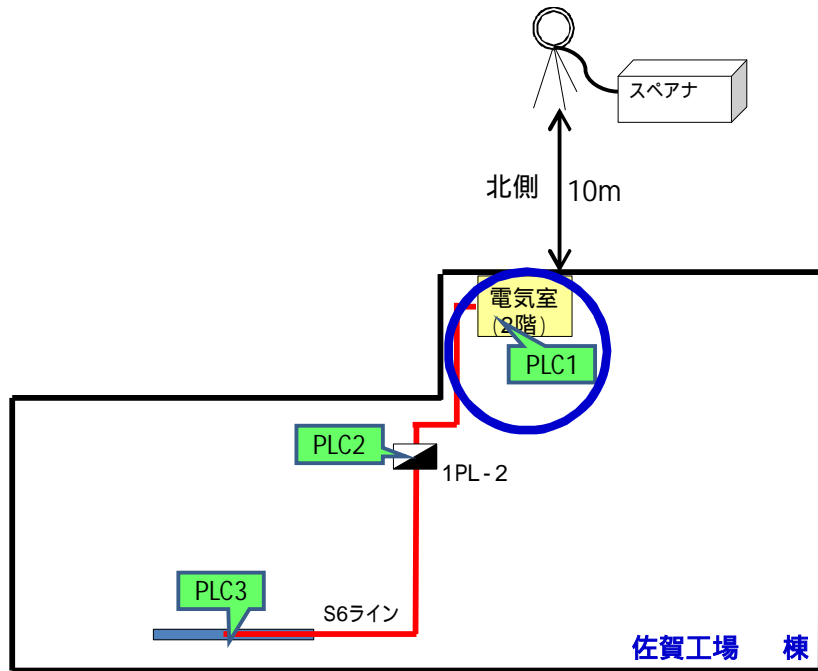 スペアナ
北側
10m
電気室
(2階)
PLC1
PLC2
1PL-2
PLC3
S6ライン
佐賀工場 棟